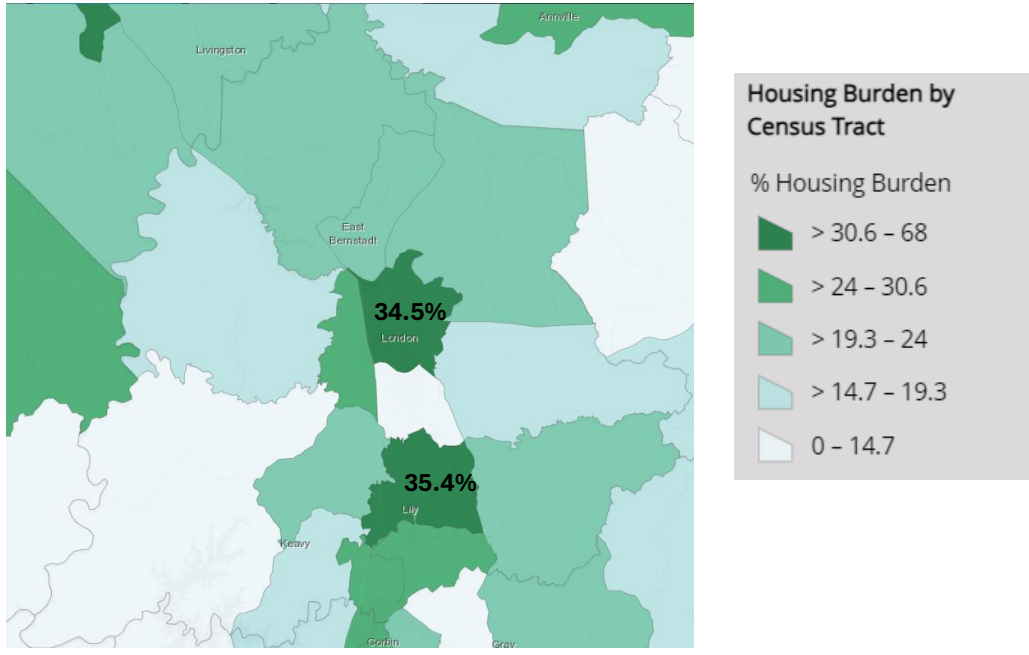 Annville
Livingston
East
Bernstadt
34.5%
London
35.4%
Lily
Keavy
Corbin
Gray
Housing Burden by
Census Tract
% Housing Burden
> 30.6 – 68
> 24 – 30.6
> 19.3 – 24
> 14.7 – 19.3
0 – 14.7